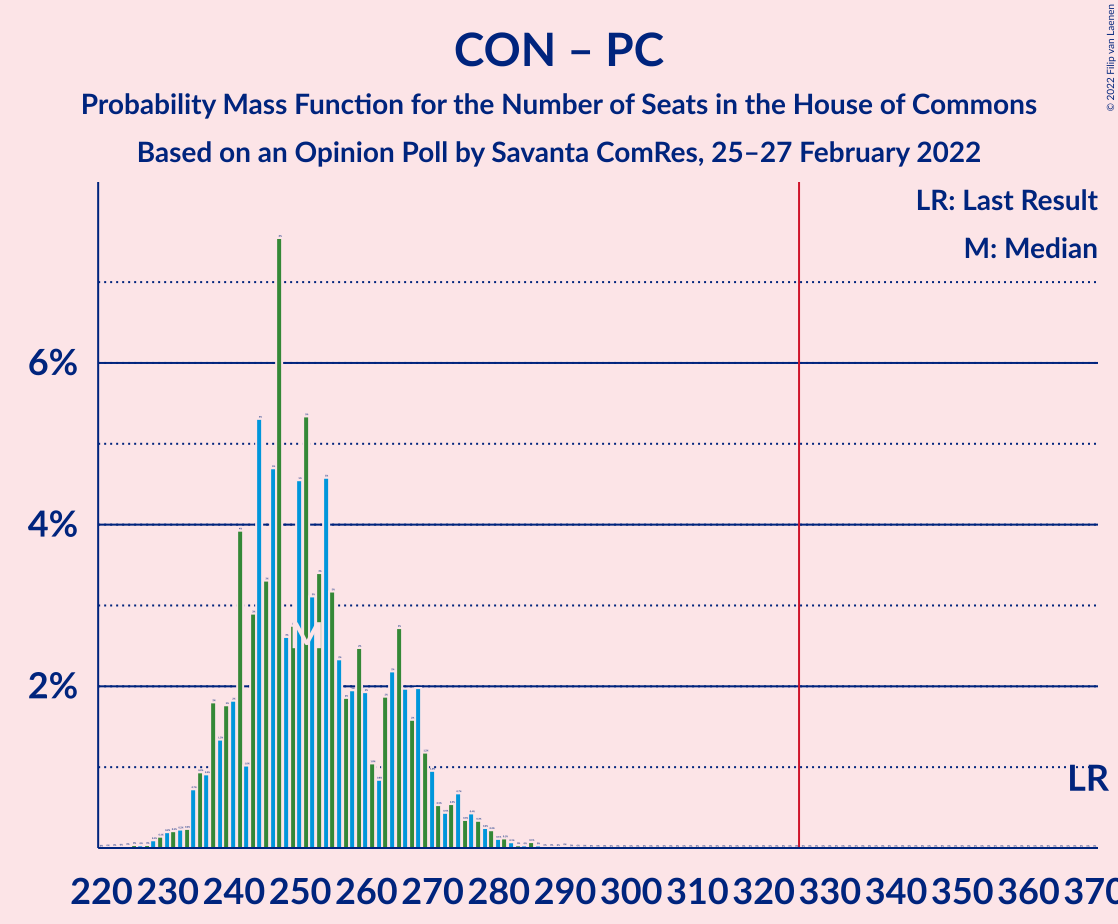 CON – PC
Probability Mass Function for the Number of Seats in the House of Commons
Based on an Opinion Poll by Savanta ComRes, 25–27 February 2022
© 2022 Filip van Laenen
LR: Last Result
M: Median
6%
4%
2%
M
LR
220 230 240 250 260 270 280 290 300 310 320 330 340 350 360 370